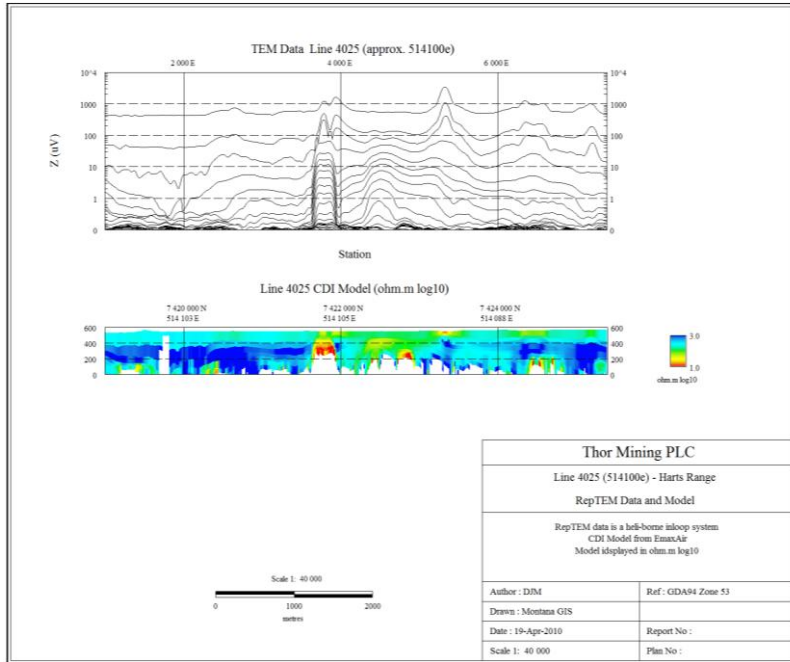 TEM Data Line 4025 (approx. 514100e)
2 000E 4 000 E 6 000 E
10^4 10^4
1000 1000
100 100
10 10
1 1
0 0
Z (uV)
Station
Line 4025 CDI Model (ohm.m log10)
7 420 000 N 7 422 000 N 7 424 000 N
514 103 E 514 105 E 514 088 E
600 600
400 400
200 200
0 0
3.0
1.0
ohm.m log10
Thor Mining PLC
Line 4025 (514100e) - Harts Range
RepTEM Data and Model
RepTEM data is a heli-borne inloop system
CDI Model from EmaxAir
Model idsplayed in ohm.m log10
Scale 1: 40 000
0 1000 2000
metres
Author : DJM Ref : GDA94 Zone 53
Drawn : Montana GIS
Date : 19-Apr-2010 Report No :
Scale 1: 40 000 Plan No :